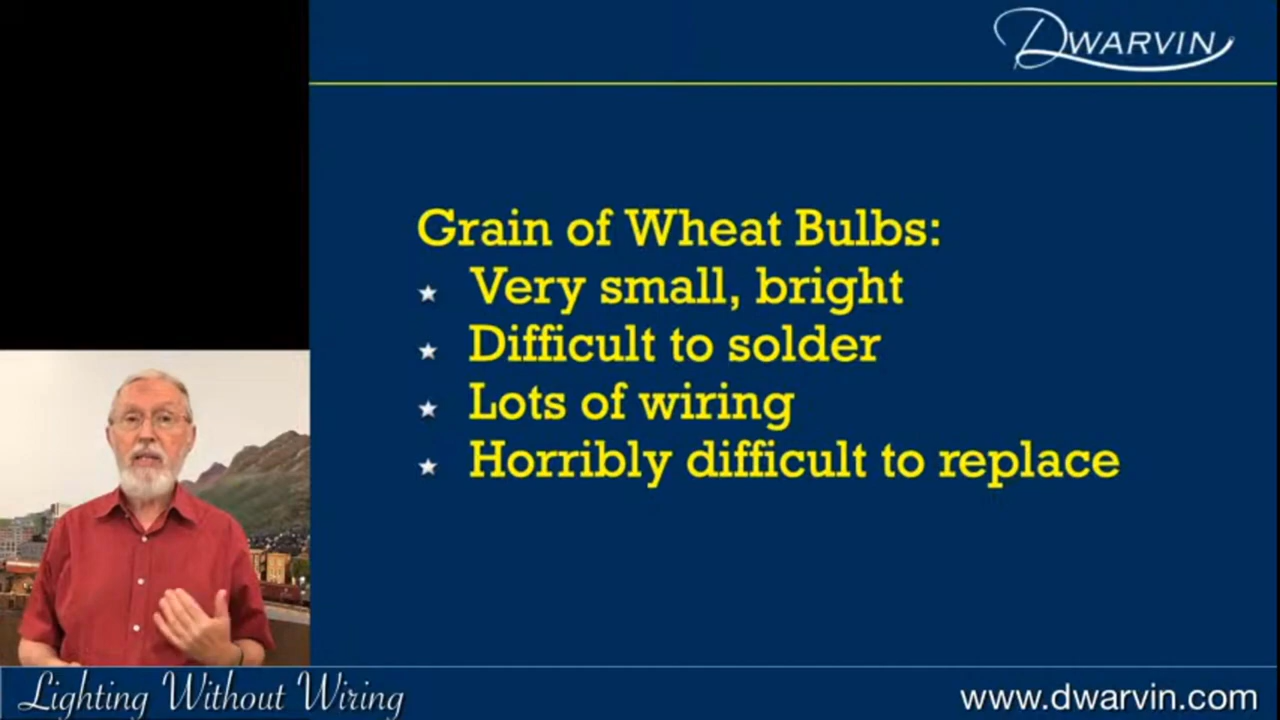 DWARVIN
Grain of Wheat Bulbs:
★ Very small, bright
★ Difficult to solder
★ Lots of wiring
★ Horribly difficult to replace
Lighting Without Wiring
www.dwarvin.com